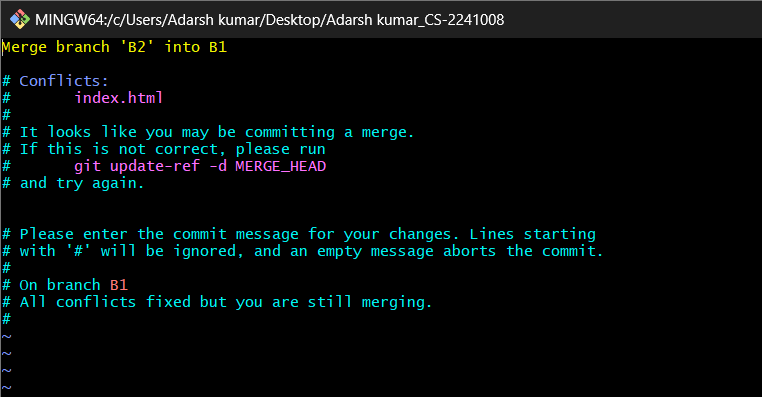 MINGW64:/c/Users/Adarsh kumar/Desktop/Adarsh kumar_CS-2241008
Merge branch 'B2' into B1
# Conflicts:
#       index.html
#
# It looks like you may be committing a merge.
# If this is not correct, please run
#       git update-ref -d MERGE_HEAD
# and try again.
# Please enter the commit message for your changes. Lines starting
# with '#' will be ignored, and an empty message aborts the commit.
#
# On branch B1
# All conflicts fixed but you are still merging.
#
~
~
~
~